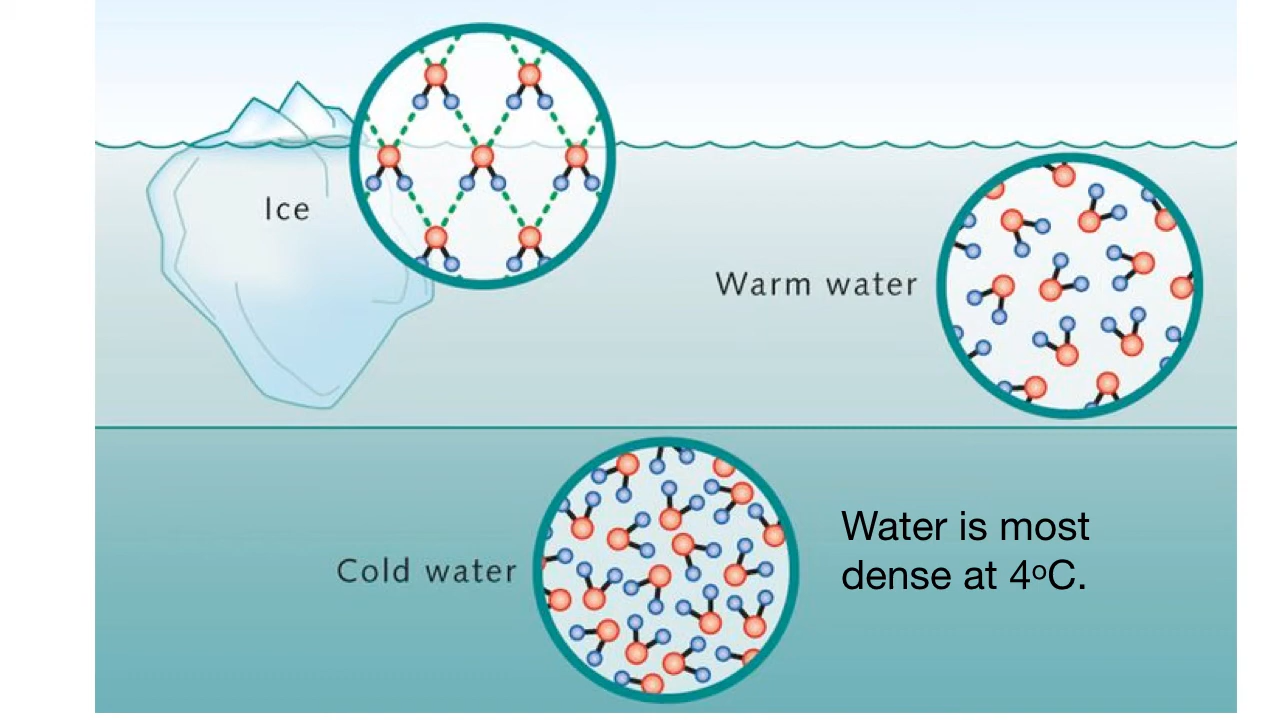 Ice
Warm water
Cold water
Water is most
dense at 4ºC.